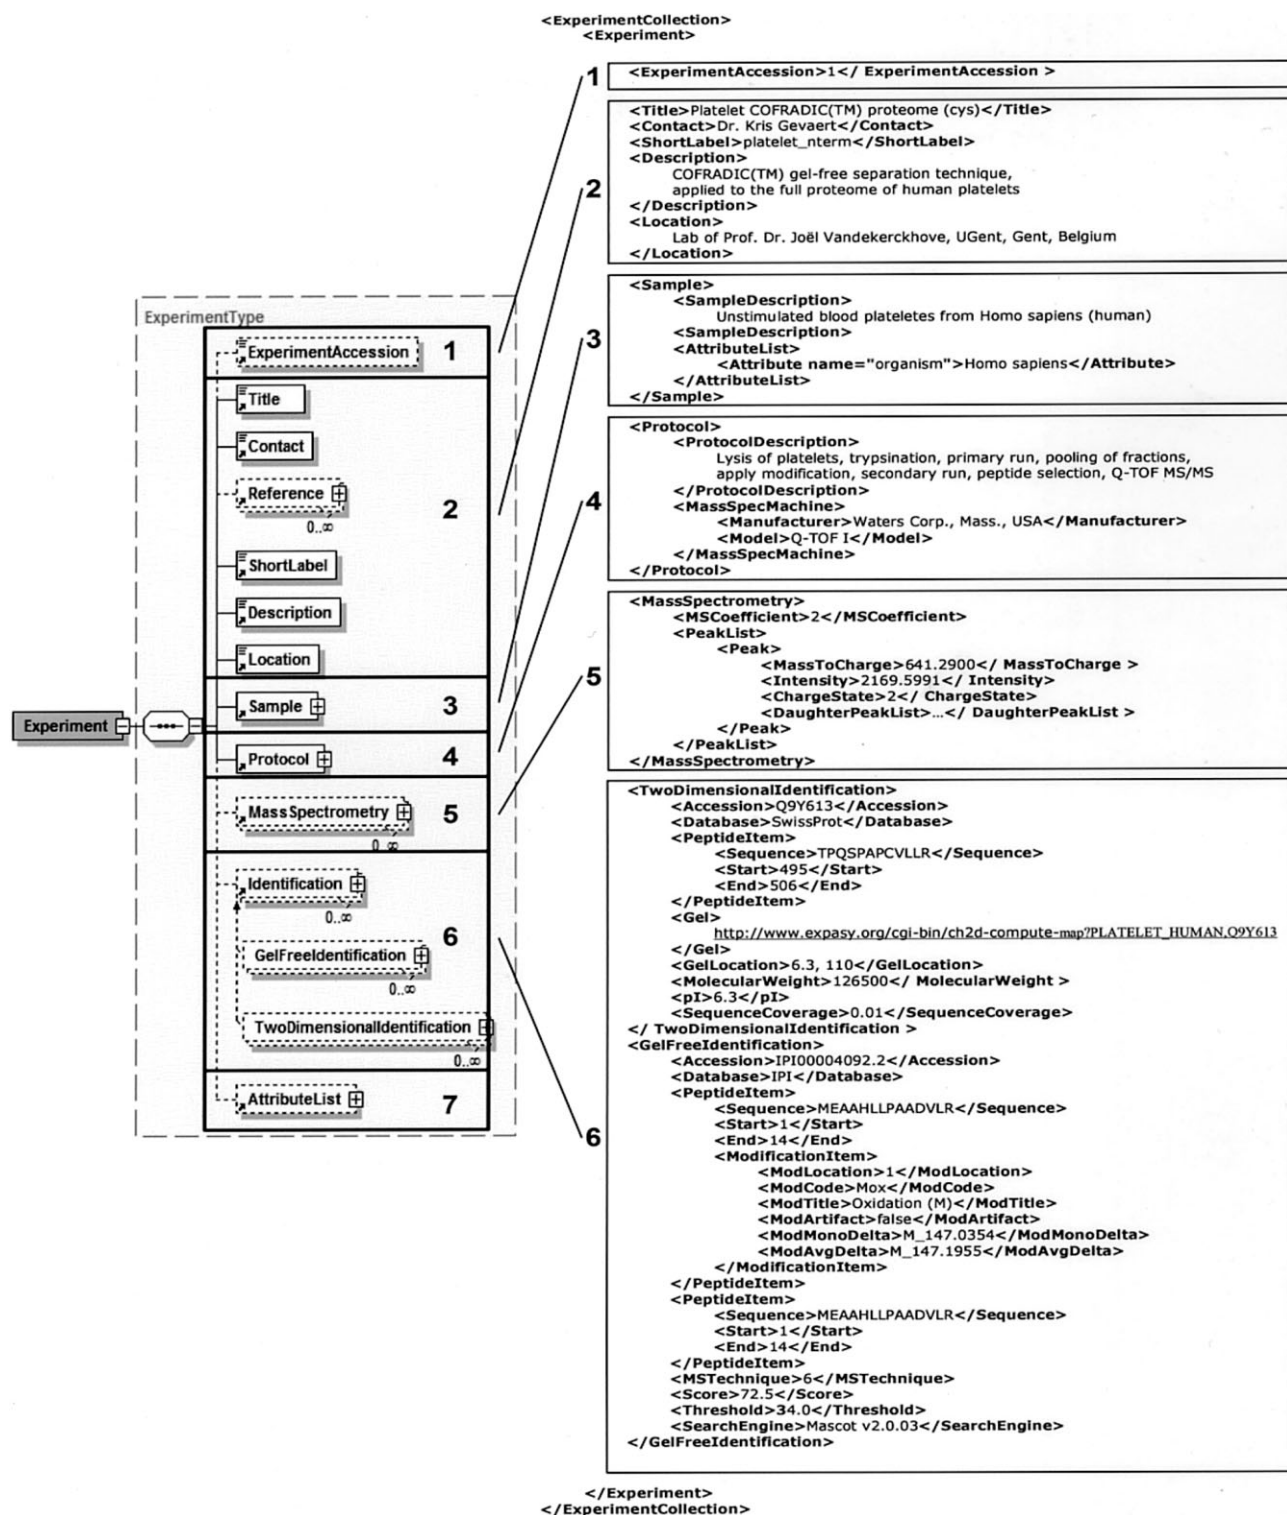 <ExperimentCollection>
<Experiment>
1
<ExperimentAccession>1</ ExperimentAccession >
2
<Title>Platelet COFRADIC(TM) proteome (cys)</Title>
<Contact>Dr. Kris Gevaert</Contact>
<ShortLabel>platelet_nterm</ShortLabel>
<Description>
COFRADIC(TM) gel-free separation technique,
applied to the full proteome of human platelets
</Description>
<Location>
Lab of Prof. Dr. Joël Vandekerckhove, UGent, Gent, Belgium
</Location>
3
<Sample>
<SampleDescription>
Unstimulated blood plateletes from Homo sapiens (human)
<SampleDescription>
<AttributeList>
<Attribute name="organism">Homo sapiens</Attribute>
</AttributeList>
</Sample>
4
<Protocol>
<ProtocolDescription>
Lysis of platelets, trypsination, primary run, pooling of fractions,
apply modification, secondary run, peptide selection, Q-TOF MS/MS
</ProtocolDescription>
<MassSpecMachine>
<Manufacturer>Waters Corp., Mass., USA</Manufacturer>
<Model>Q-TOF I</Model>
</MassSpecMachine>
</Protocol>
5
<MassSpectrometry>
<MSCoefficient>2</MSCoefficient>
<PeakList>
<Peak>
<MassToCharge>641.2900</ MassToCharge >
<Intensity>2169.5991</ Intensity>
<ChargeState>2</ ChargeState>
<DaughterPeakList>...</ DaughterPeakList >
</Peak>
</PeakList>
</MassSpectrometry>
6
<TwoDimensionalIdentification>
<Accession>Q9Y613</Accession>
<Database>SwissProt</Database>
<PeptideItem>
<Sequence>TPQSPAPCVLLR</Sequence>
<Start>495</Start>
<End>506</End>
</PeptideItem>
<Gel>
http://www.expasy.org/cgi-bin/ch2d-compute-map?PLATELET_HUMAN,Q9Y613
</Gel>
<GelLocation>6.3, 110</GelLocation>
<MolecularWeight>126500</ MolecularWeight >
<pI>6.3</pI>
<SequenceCoverage>0.01</SequenceCoverage>
</ TwoDimensionalIdentification >
<GelFreeIdentification>
<Accession>IPI00004092.2</Accession>
<Database>IPI</Database>
<PeptideItem>
<Sequence>MEAAHLLPAADVLR</Sequence>
<Start>1</Start>
<End>14</End>
<ModificationItem>
<ModLocation>1</ModLocation>
<ModCode>Mox</ModCode>
<ModTitle>Oxidation (M)</ModTitle>
<ModArtifact>false</ModArtifact>
<ModMonoDelta>M_147.0354</ModMonoDelta>
<ModAvgDelta>M_147.1955</ModAvgDelta>
</ModificationItem>
</PeptideItem>
<PeptideItem>
<Sequence>MEAAHLLPAADVLR</Sequence>
<Start>1</Start>
<End>14</End>
</PeptideItem>
<MSTechnique>6</MSTechnique>
<Score>72.5</Score>
<Threshold>34.0</Threshold>
<SearchEngine>Mascot v2.0.03</SearchEngine>
</GelFreeIdentification>
</Experiment>
</ExperimentCollection>
Experiment
ExperimentType
ExperimentAccession 1
Title
Contact
Reference
0..∞
2
ShortLabel
Description
Location
Sample 3
Protocol 4
MassSpectrometry 5
0..∞
Identification
0..∞
6
GelFreeIdentification
0..∞
TwoDimensionalIdentification
0..∞
AttributeList 7